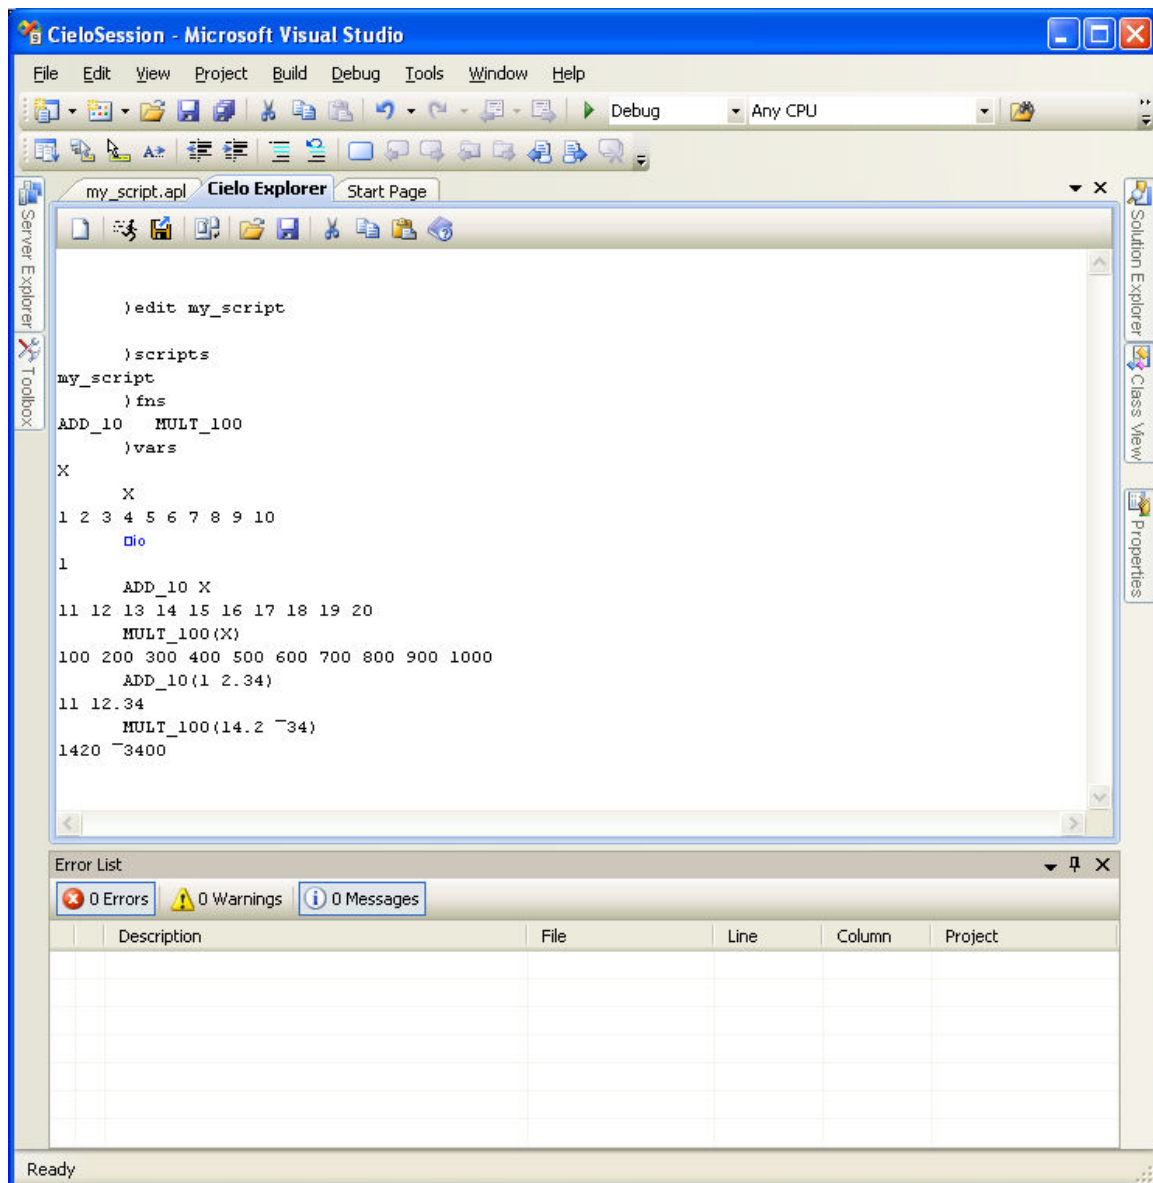 CieloSession - Microsoft Visual Studio
File Edit View Project Build Debug Tools Window Help
Debug Any CPU
my_script.apl Cielo Explorer Start Page
Server Explorer
Toolbox
      )edit my_script
      )scripts
my_script
      )fns
ADD_10   MULT_100
      )vars
X
      X
1 2 3 4 5 6 7 8 9 10
      ⎕io
1
      ADD_10 X
11 12 13 14 15 16 17 18 19 20
      MULT_100(X)
100 200 300 400 500 600 700 800 900 1000
      ADD_10(1 2.34)
11 12.34
      MULT_100(14.2 ¯34)
1420 ¯3400
Solution Explorer
Class View
Properties
Error List
0 Errors 0 Warnings 0 Messages
Description File Line Column Project
Ready